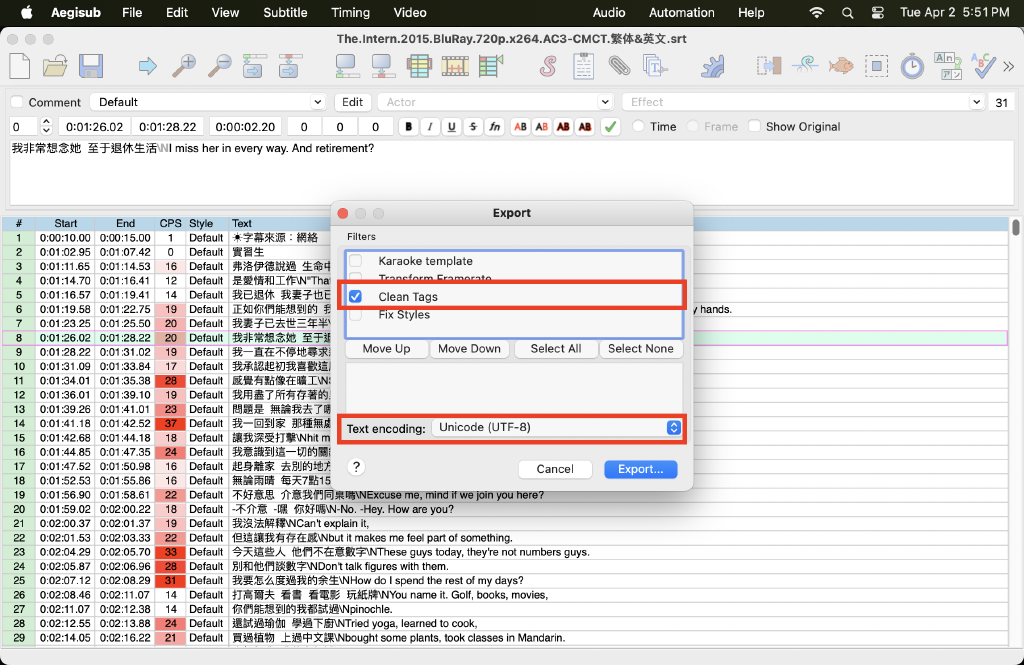 Aegisub File Edit View Subtitle Timing Video Audio Automation Help Tue Apr 2 5:51 PM
The.Intern.2015.BluRay.720p.x264.AC3-CMCT.繁体&英文.srt
Comment Default Edit Actor Effect 31
0 0:01:26.02 0:01:28.22 0:00:02.20 0 0 0 B I U S fn AB AB AB AB Time Frame Show Original
我非常想念她 至于退休生活\NI miss her in every way. And retirement?
# Start End CPS Style Text
1 0:00:10.00 0:00:15.00 1 Default ☀字幕來源：網絡
2 0:01:02.95 0:01:07.42 0 Default 實習生
3 0:01:11.65 0:01:14.53 16 Default 弗洛伊德說過 生命中
4 0:01:14.70 0:01:16.41 12 Default 是愛情和工作\N"Tha
5 0:01:16.57 0:01:19.41 14 Default 我已退休 我妻子也已
6 0:01:19.58 0:01:22.75 19 Default 正如你們能想到的 y hands.
7 0:01:23.25 0:01:25.50 20 Default 我妻子已去世三年半
8 0:01:26.02 0:01:28.22 20 Default 我非常想念她 至于退
9 0:01:28.22 0:01:31.02 19 Default 我一直在不停地尋求
10 0:01:31.09 0:01:33.84 17 Default 我承認起初我喜歡這
11 0:01:34.01 0:01:35.38 28 Default 感覺有點像在曠工\N
12 0:01:36.01 0:01:39.10 19 Default 我用盡了所有存著的
13 0:01:39.26 0:01:41.01 23 Default 問題是 無論我去了哪
14 0:01:41.18 0:01:42.52 37 Default 我一回到家 那種無處
15 0:01:42.68 0:01:44.18 18 Default 讓我深受打擊\Nhit m
16 0:01:44.85 0:01:47.35 24 Default 我意識到這一切的關
17 0:01:47.52 0:01:50.98 16 Default 起身離家 去別的地方
18 0:01:52.53 0:01:55.86 16 Default 無論雨晴 每天7點15
19 0:01:56.90 0:01:58.61 22 Default 不好意思 介意我們同桌嗎\NExcuse me, mind if we join you here?
20 0:01:59.02 0:02:00.22 18 Default -不介意 -嘿 你好嗎\N-No. -Hey. How are you?
21 0:02:00.37 0:02:01.37 19 Default 我沒法解釋\NCan't explain it,
22 0:02:01.53 0:02:03.33 22 Default 但這讓我有存在感\Nbut it makes me feel part of something.
23 0:02:04.29 0:02:05.70 33 Default 今天這些人 他們不在意數字\NThese guys today, they're not numbers guys.
24 0:02:05.87 0:02:06.96 28 Default 別和他們談數字\NDon't talk figures with them.
25 0:02:07.12 0:02:08.29 31 Default 我要怎么度過我的余生\NHow do I spend the rest of my days?
26 0:02:08.46 0:02:11.07 14 Default 打高爾夫 看書 看電影 玩紙牌\NYou name it. Golf, books, movies,
27 0:02:11.07 0:02:12.38 14 Default 你們能想到的我都試過\Npinochle.
28 0:02:12.55 0:02:13.88 24 Default 還試過瑜伽 學過下廚\NTried yoga, learned to cook,
29 0:02:14.05 0:02:16.22 21 Default 買過植物 上過中文課\Nbought some plants, took classes in Mandarin.
Export
Filters
Karaoke template
Transform Framerate
Clean Tags
Fix Styles
Move Up Move Down Select All Select None
Text encoding: Unicode (UTF-8)
? Cancel Export...